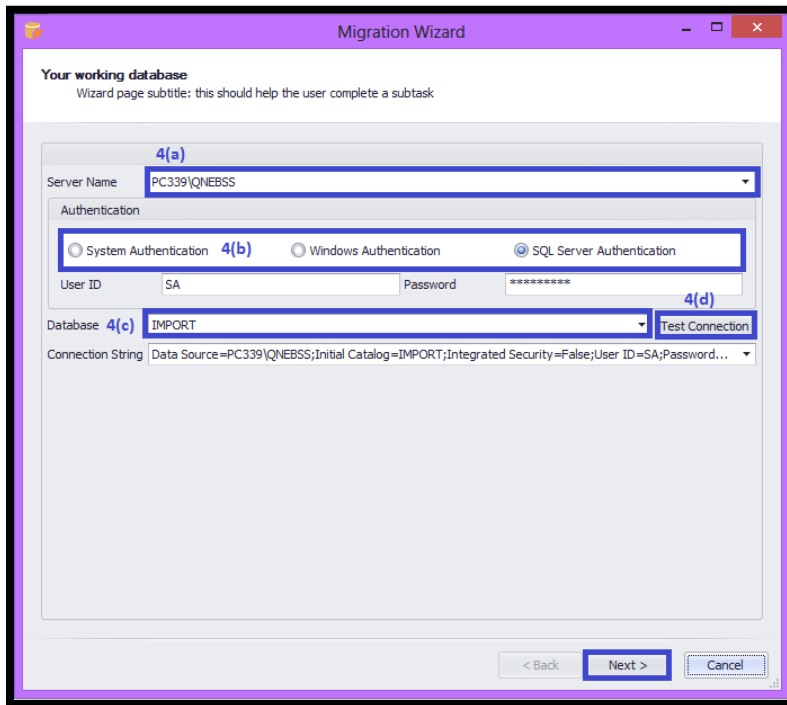 Migration Wizard
Your working database
Wizard page subtitle: this should help the user complete a subtask
4(a)
Server Name PC339\QNEBSS
Authentication
System Authentication 4(b) Windows Authentication SQL Server Authentication
User ID SA Password *********
4(d)
Database 4(c) IMPORT Test Connection
Connection String Data Source=PC339\QNEBSS;Initial Catalog=IMPORT;Integrated Security=False;User ID=SA;Password...
< Back Next > Cancel